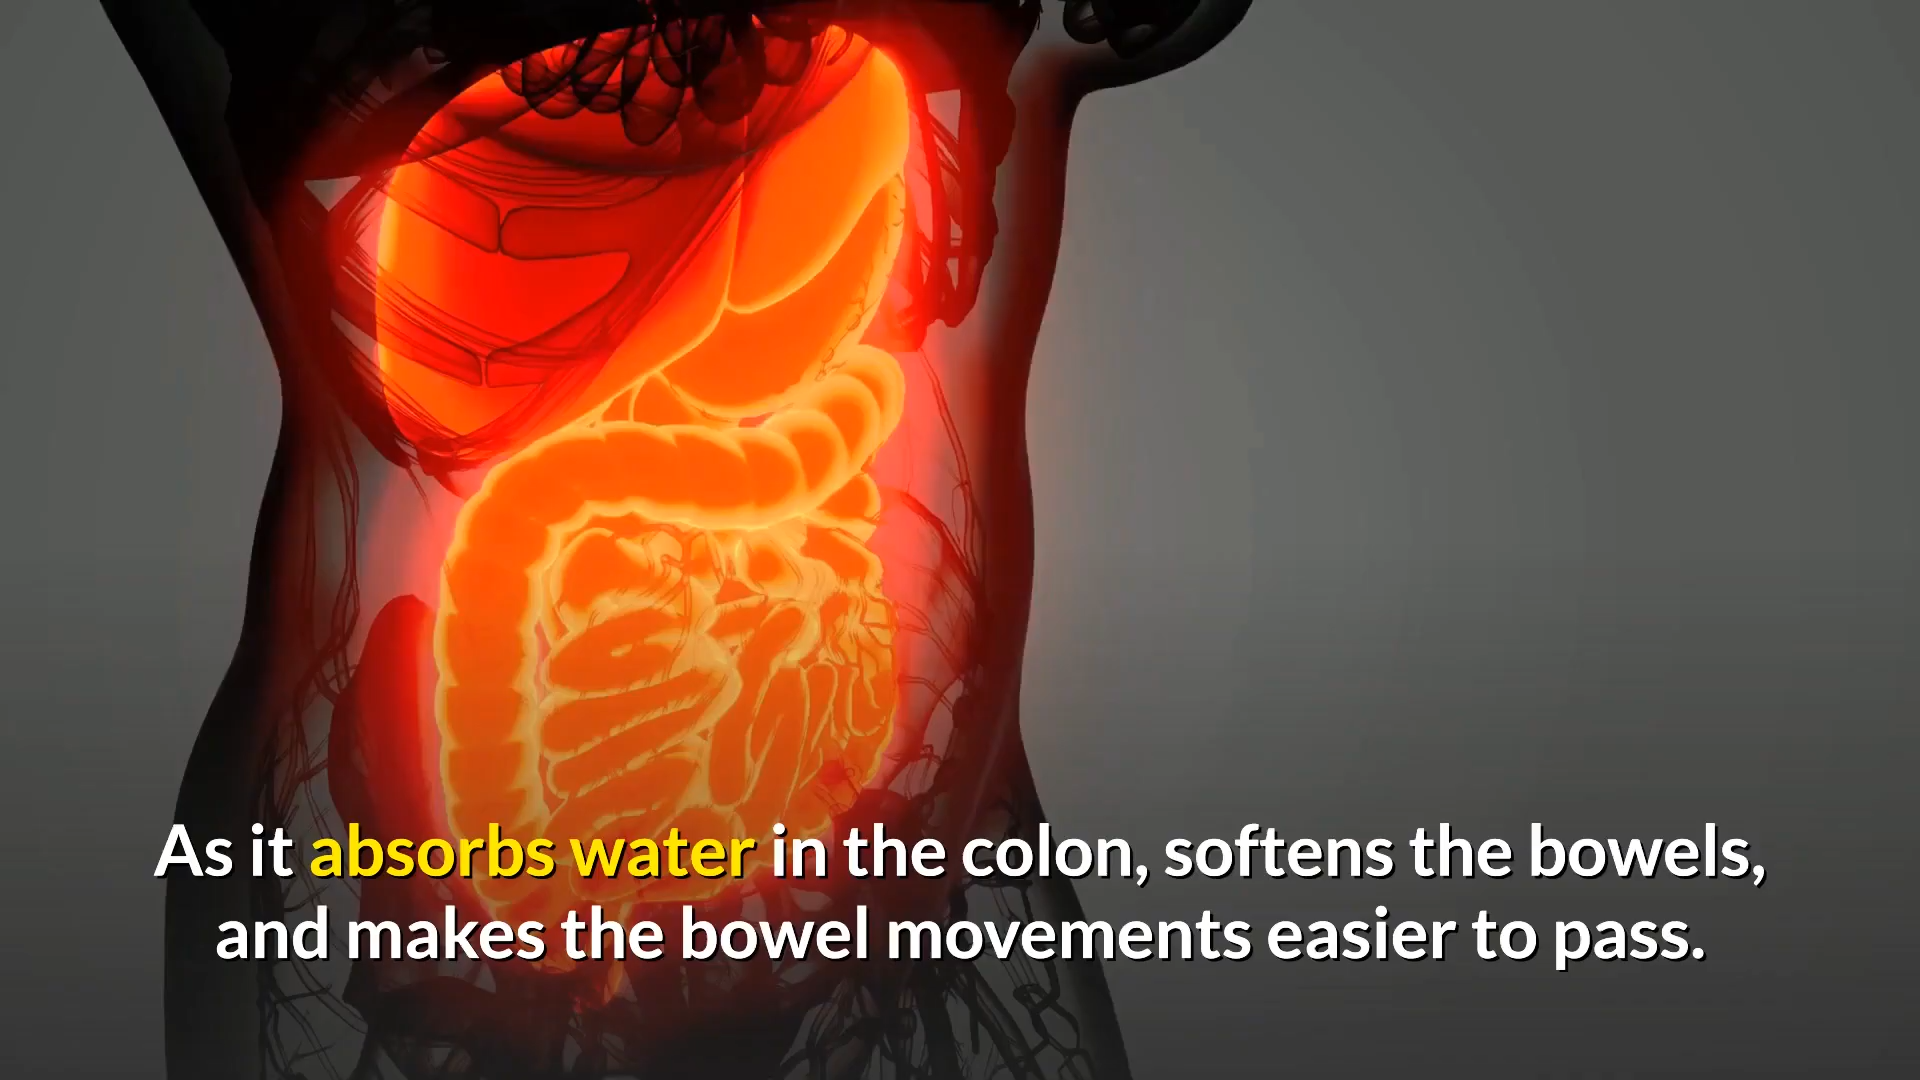 As it absorbs water in the colon, softens the bowels,
and makes the bowel movements easier to pass.